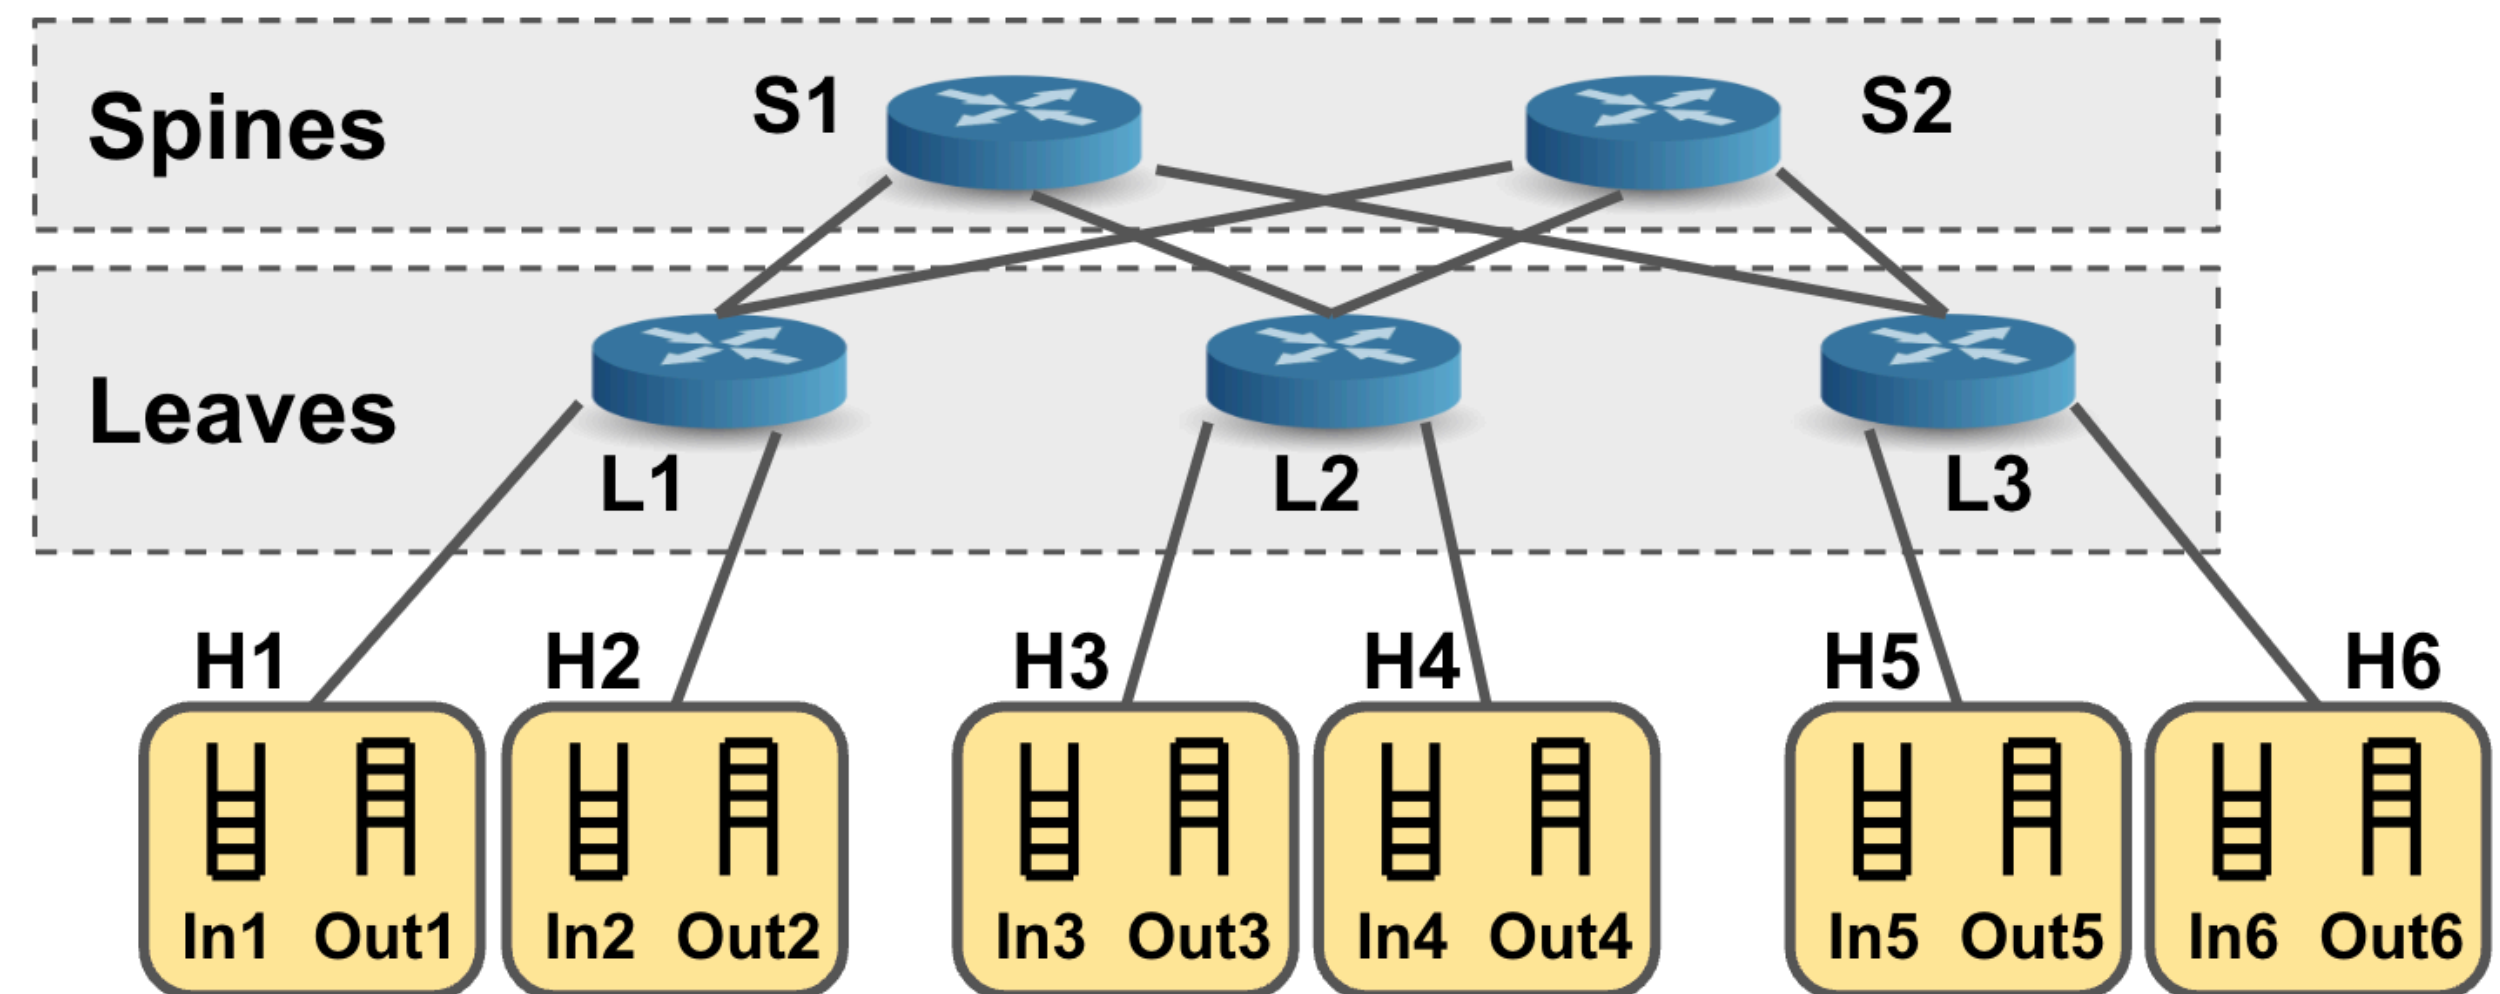 Spines
S1
S2
Leaves
L1
L2
L3
H1
H2
H3
H4
H5
H6
In1 Out1
In2 Out2
In3 Out3
In4 Out4
In5 Out5
In6 Out6